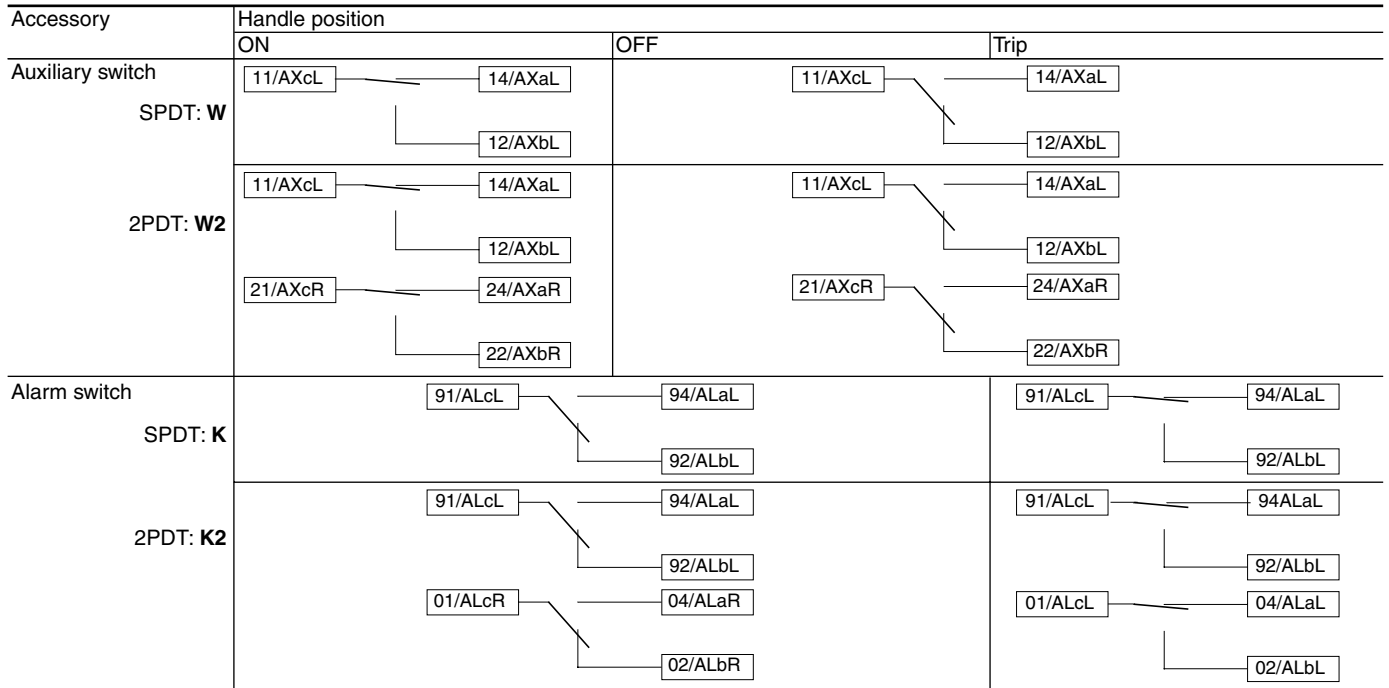 Accessory Handle position
ON OFF Trip
Auxiliary switch 11/AXcL 14/AXaL 11/AXcL 14/AXaL
SPDT: W
12/AXbL 12/AXbL
11/AXcL 14/AXaL 11/AXcL 14/AXaL
2PDT: W2
12/AXbL 12/AXbL
21/AXcR 24/AXaR 21/AXcR 24/AXaR
22/AXbR 22/AXbR
Alarm switch 91/ALcL 94/ALaL 91/ALcL 94/ALaL
SPDT: K
92/ALbL 92/ALbL
91/ALcL 94/ALaL 91/ALcL 94ALaL
2PDT: K2
92/ALbL 92/ALbL
01/ALcR 04/ALaR 01/ALcL 04/ALaL
02/ALbR 02/ALbL